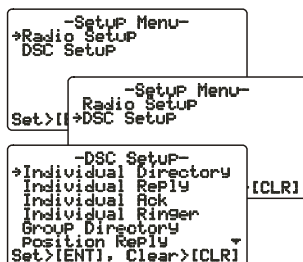 -Setup Menu-
→Radio Setup
DSC Setup
Set>[
-Setup Menu-
Radio Setup
→DSC Setup
[CLR]
-DSC Setup-
→Individual Directory
Individual Reply
Individual Ack
Individual Ringer
Group Directory
Position Reply
Set>[ENT], Clear>[CLR]